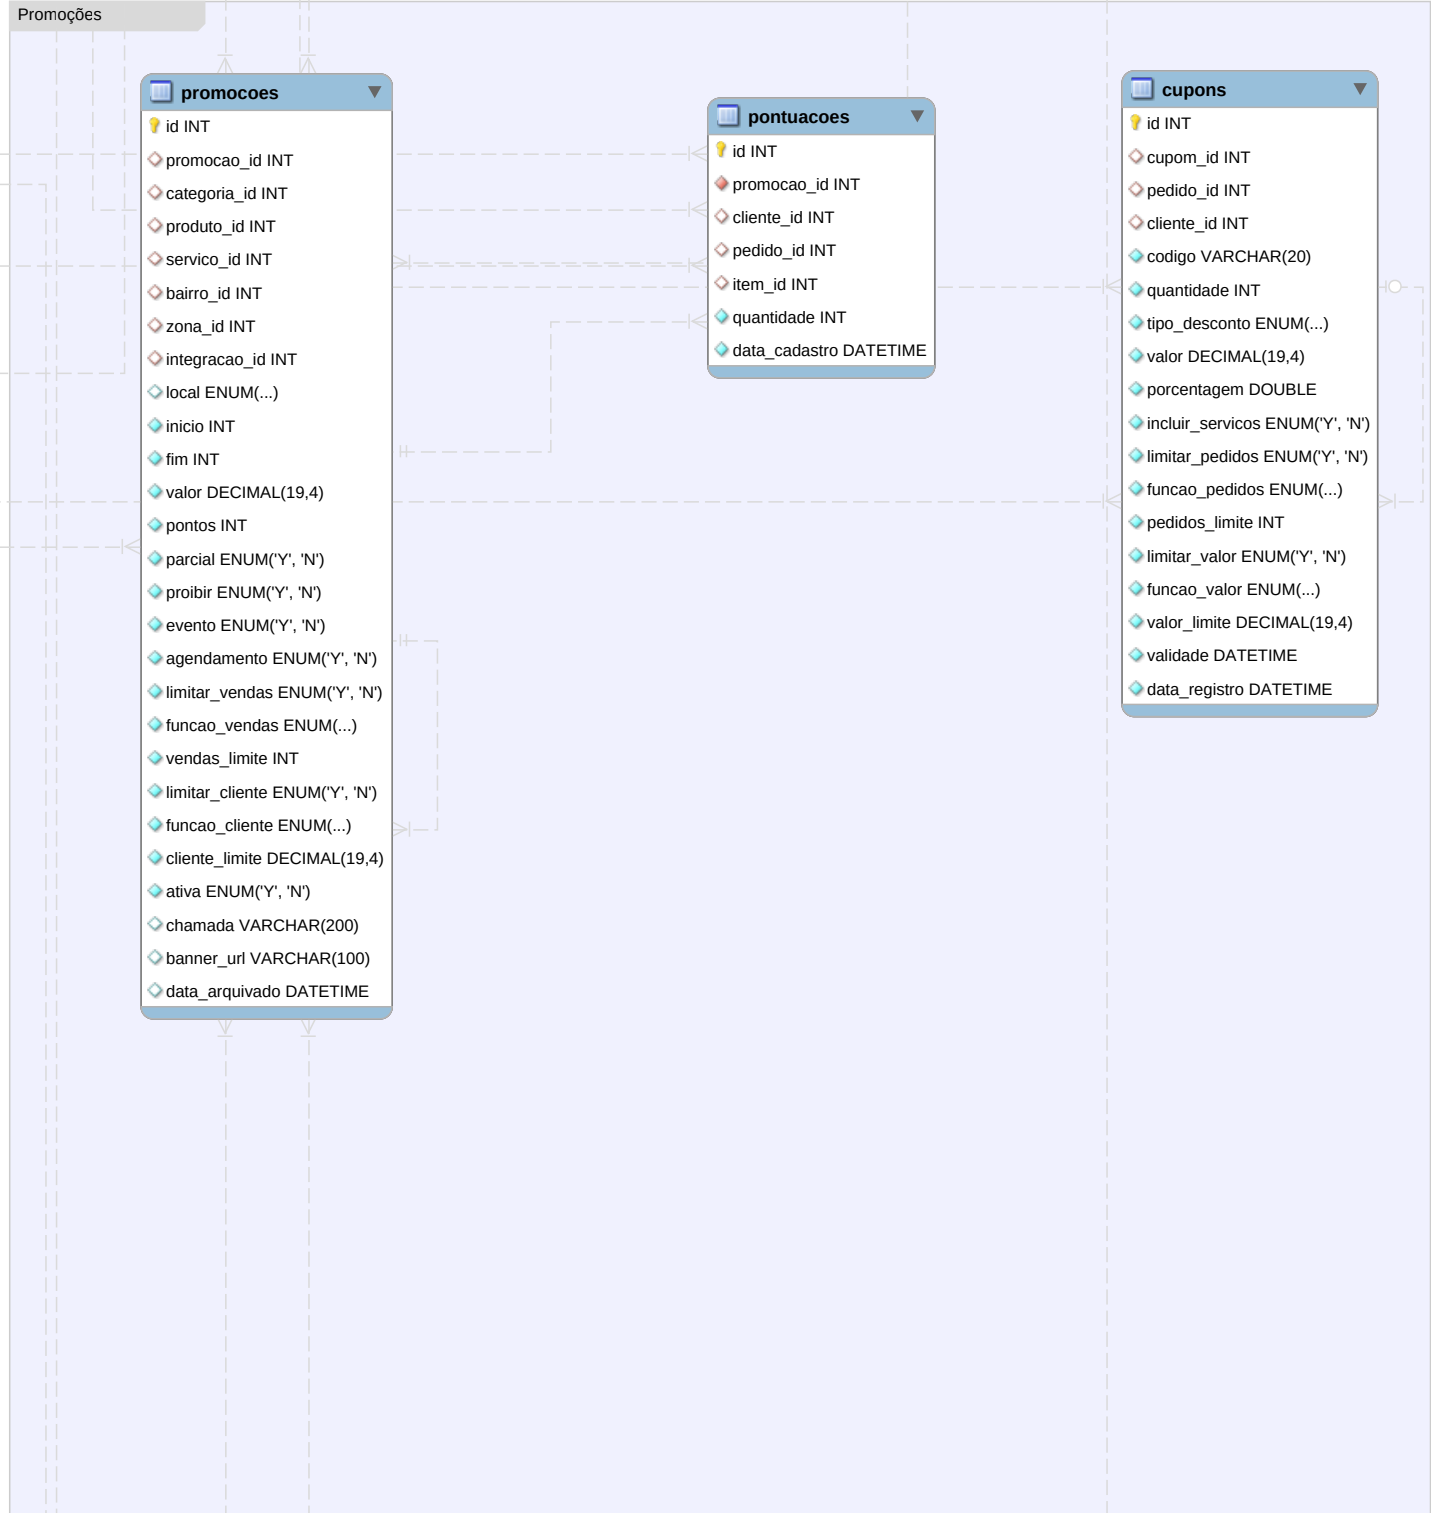 Promoções
promocoes
id INT
promocao_id INT
categoria_id INT
produto_id INT
servico_id INT
bairro_id INT
zona_id INT
integracao_id INT
local ENUM(...)
inicio INT
fim INT
valor DECIMAL(19,4)
pontos INT
parcial ENUM('Y', 'N')
proibir ENUM('Y', 'N')
evento ENUM('Y', 'N')
agendamento ENUM('Y', 'N')
limitar_vendas ENUM('Y', 'N')
funcao_vendas ENUM(...)
vendas_limite INT
limitar_cliente ENUM('Y', 'N')
funcao_cliente ENUM(...)
cliente_limite DECIMAL(19,4)
ativa ENUM('Y', 'N')
chamada VARCHAR(200)
banner_url VARCHAR(100)
data_arquivado DATETIME
pontuacoes
id INT
promocao_id INT
cliente_id INT
pedido_id INT
item_id INT
quantidade INT
data_cadastro DATETIME
cupons
id INT
cupom_id INT
pedido_id INT
cliente_id INT
codigo VARCHAR(20)
quantidade INT
tipo_desconto ENUM(...)
valor DECIMAL(19,4)
porcentagem DOUBLE
incluir_servicos ENUM('Y', 'N')
limitar_pedidos ENUM('Y', 'N')
funcao_pedidos ENUM(...)
pedidos_limite INT
limitar_valor ENUM('Y', 'N')
funcao_valor ENUM(...)
valor_limite DECIMAL(19,4)
validade DATETIME
data_registro DATETIME